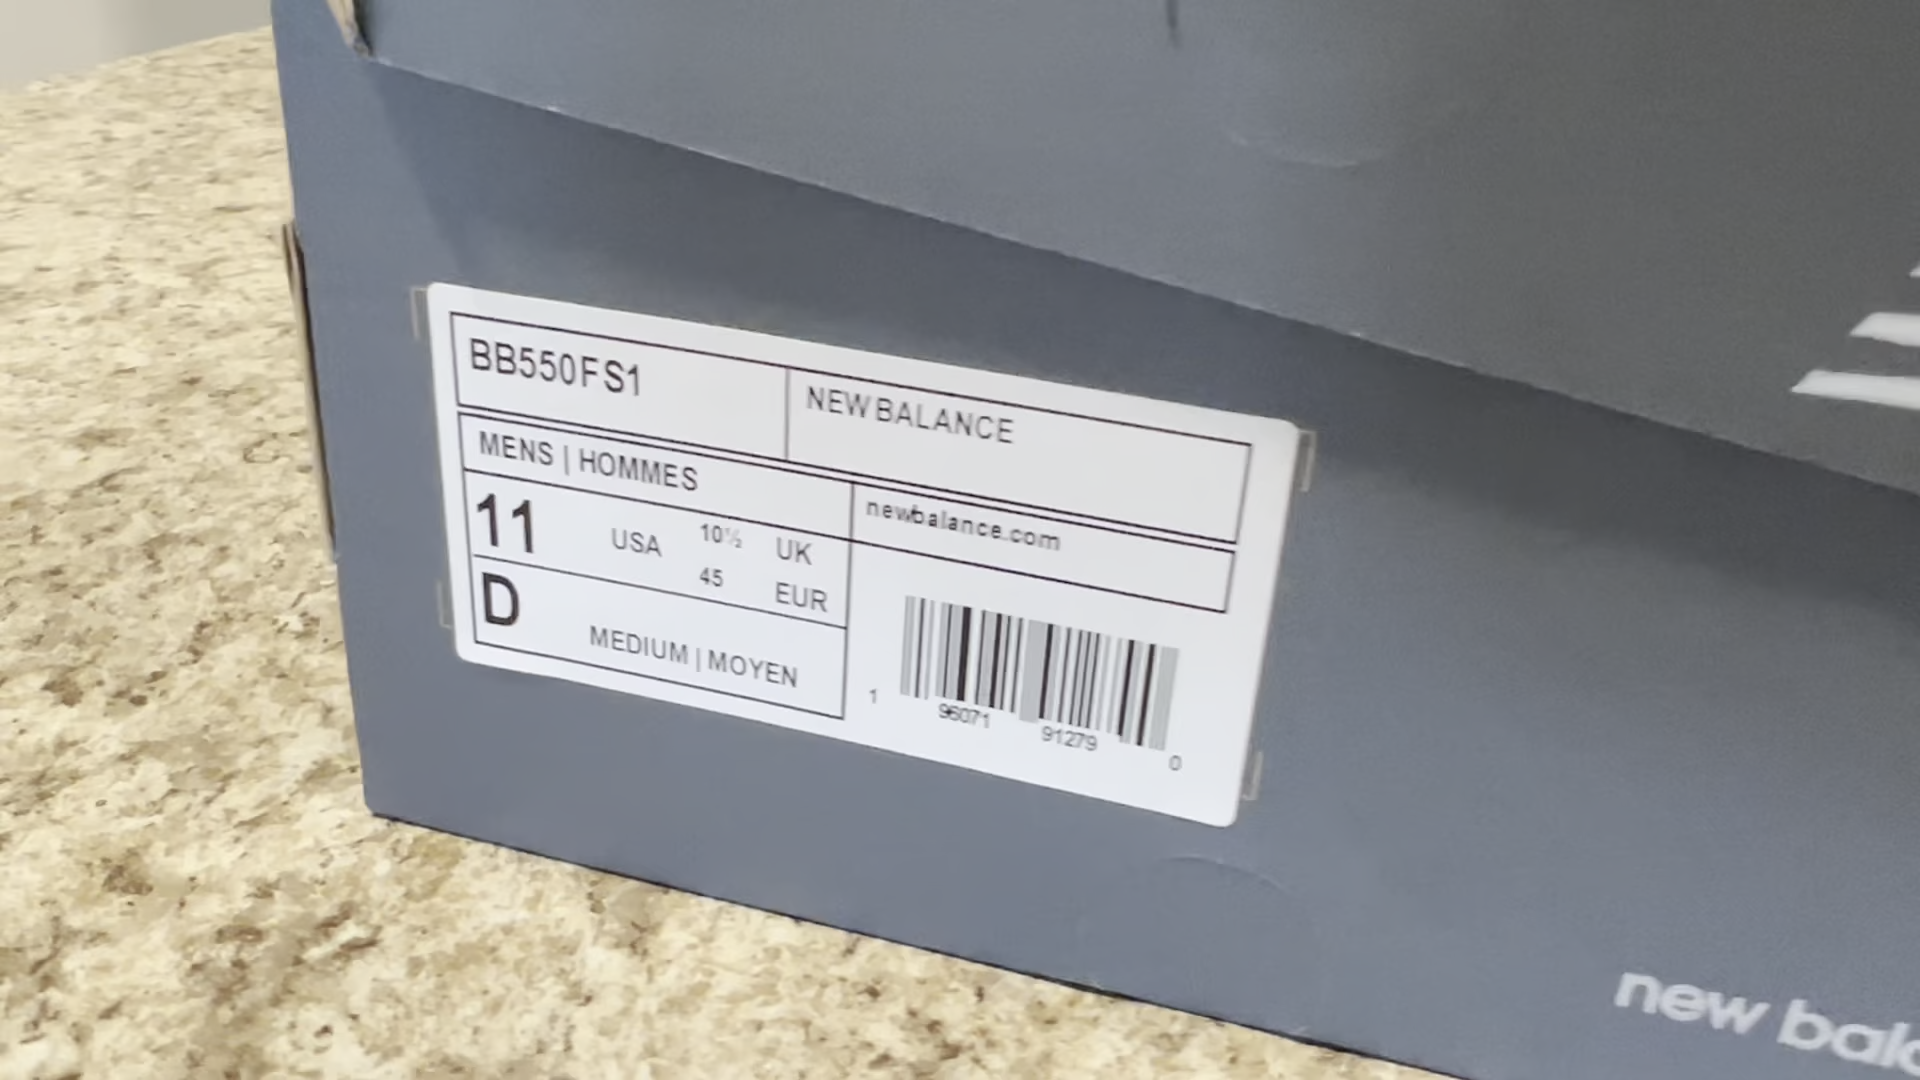 BB550FS1
NEW BALANCE
MENS | HOMMES
newbalance.com
11 USA 10½ UK
45 EUR
D
MEDIUM | MOYEN
1 96071 91279 0
new bala